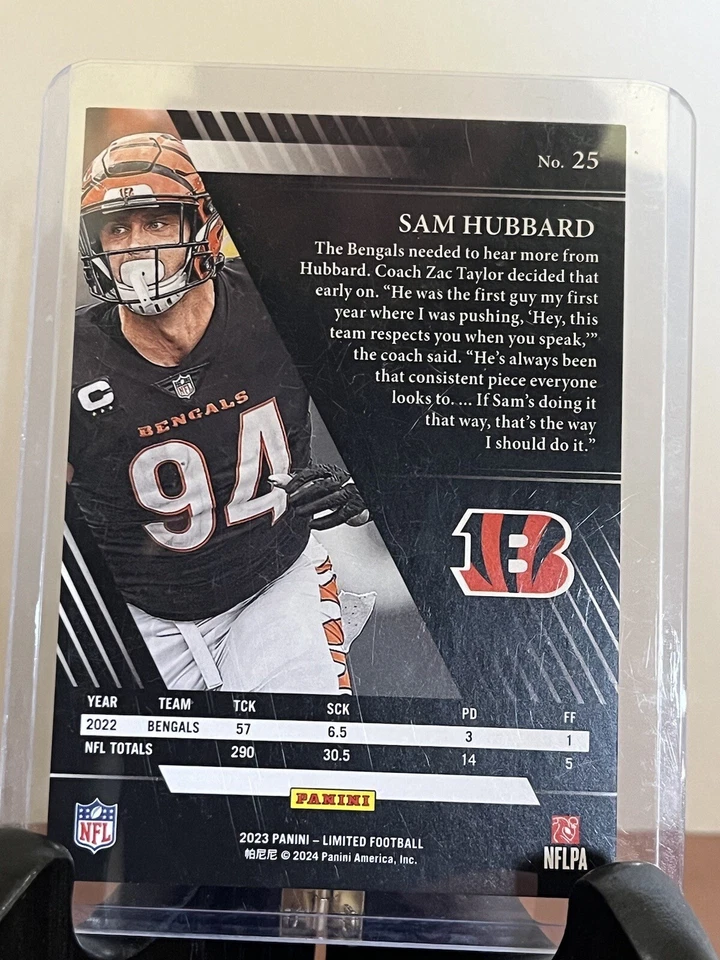 No. 25
SAM HUBBARD
The Bengals needed to hear more from
Hubbard. Coach Zac Taylor decided that
early on. “He was the first guy my first
year where I was pushing, ‘Hey, this
team respects you when you speak,’”
the coach said. “He’s always been
that consistent piece everyone
looks to. ... If Sam’s doing it
that way, that’s the way
I should do it.”
C
NFL
BENGALS
94
B
YEAR TEAM TCK SCK PD FF
2022 BENGALS 57 6.5 3 1
NFL TOTALS 290 30.5 14 5
PANINI
NFL
2023 PANINI – LIMITED FOOTBALL
帕尼尼 © 2024 Panini America, Inc.
NFLPA